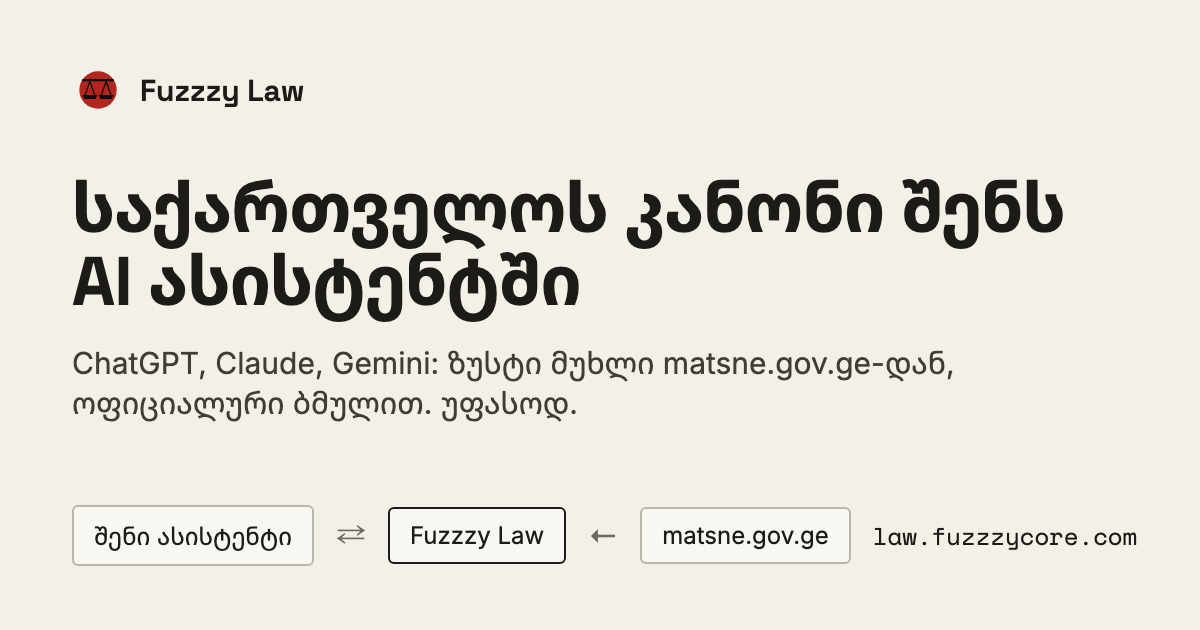 Fuzzzy Law
საქართველოს კანონი შენს
AI ასისტენტში
ChatGPT, Claude, Gemini: ზუსტი მუხლი matsne.gov.ge-დან,
ოფიციალური ბმულით. უფასოდ.
შენი ასისტენტი ⇄ Fuzzzy Law ← matsne.gov.ge law.fuzzzycore.com